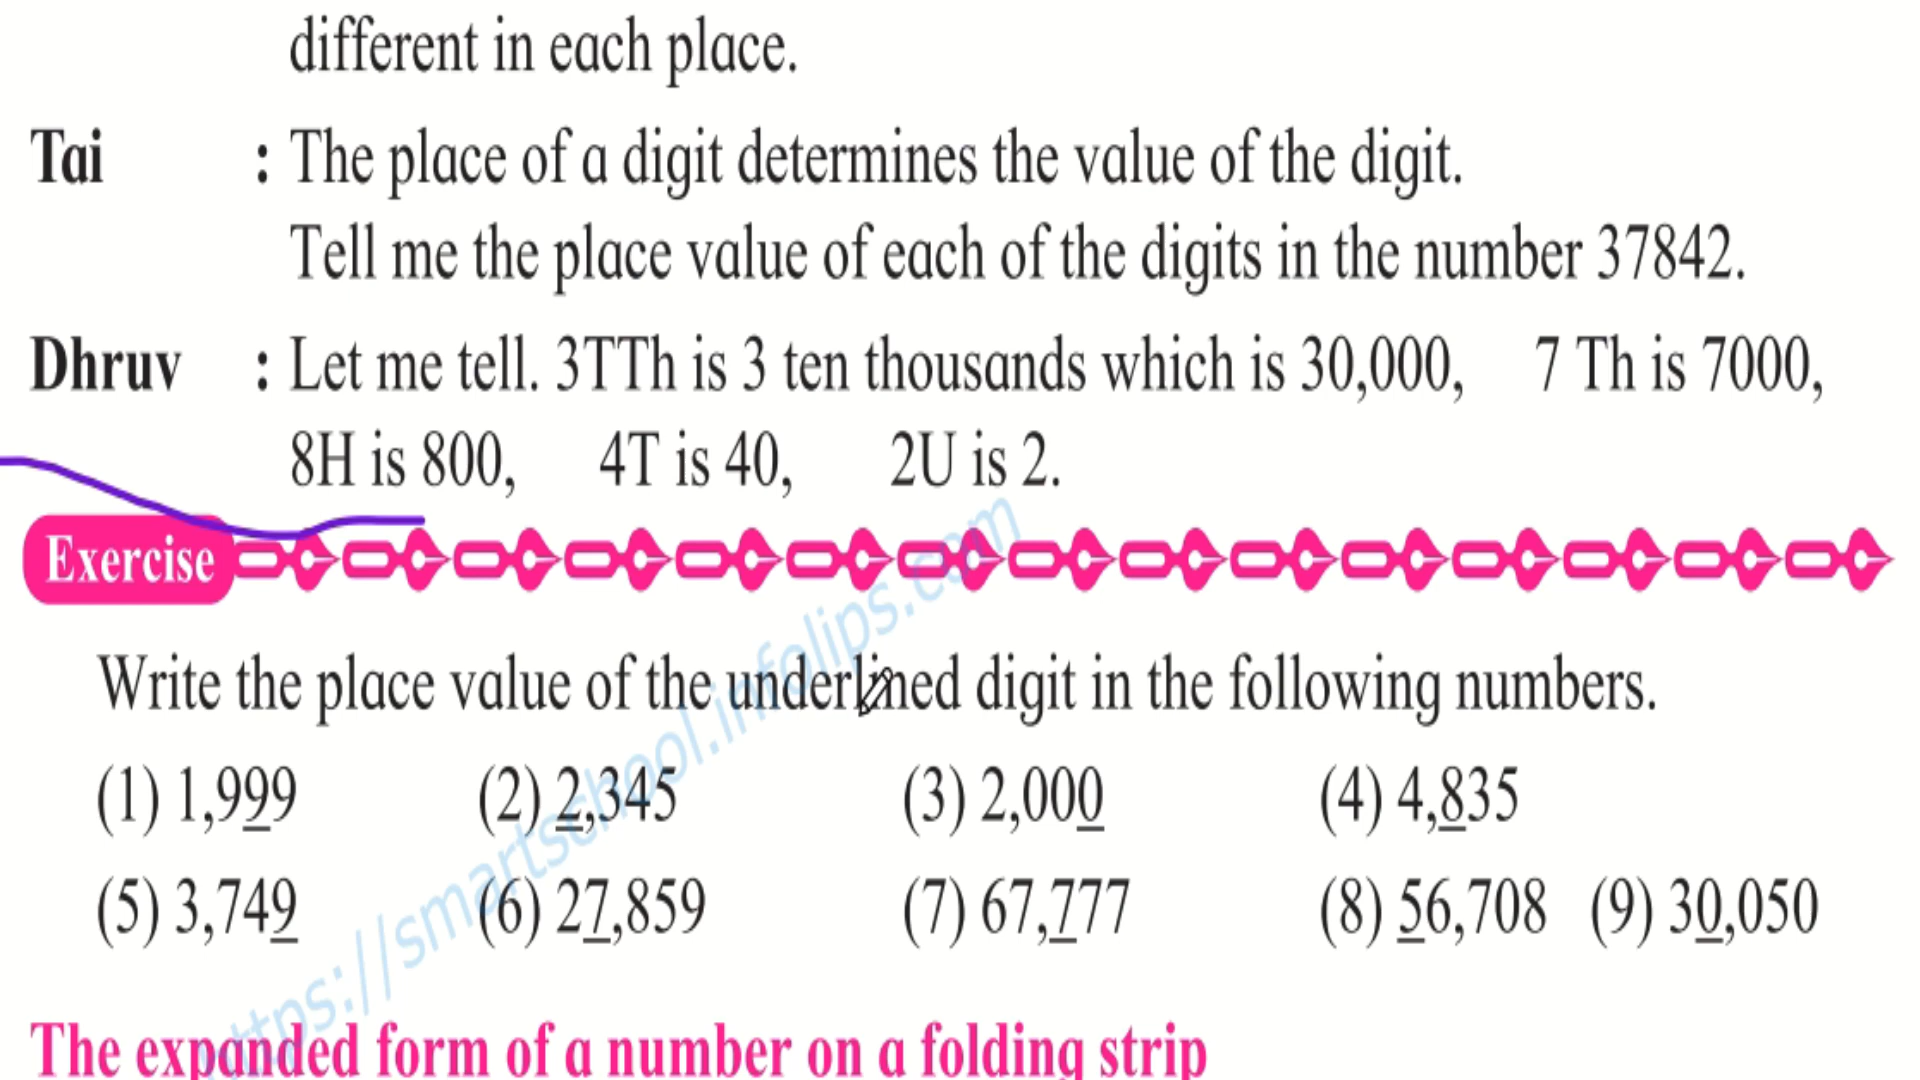 different in each place.
Tai : The place of a digit determines the value of the digit.
Tell me the place value of each of the digits in the number 37842.
Dhruv : Let me tell. 3TTh is 3 ten thousands which is 30,000, 7 Th is 7000,
8H is 800, 4T is 40, 2U is 2.
Exercise
Write the place value of the underlined digit in the following numbers.
(1) 1,999 (2) 2,345 (3) 2,000 (4) 4,835
(5) 3,749 (6) 27,859 (7) 67,777 (8) 56,708 (9) 30,050
The expanded form of a number on a folding strip
https://smartschool.infolips.com